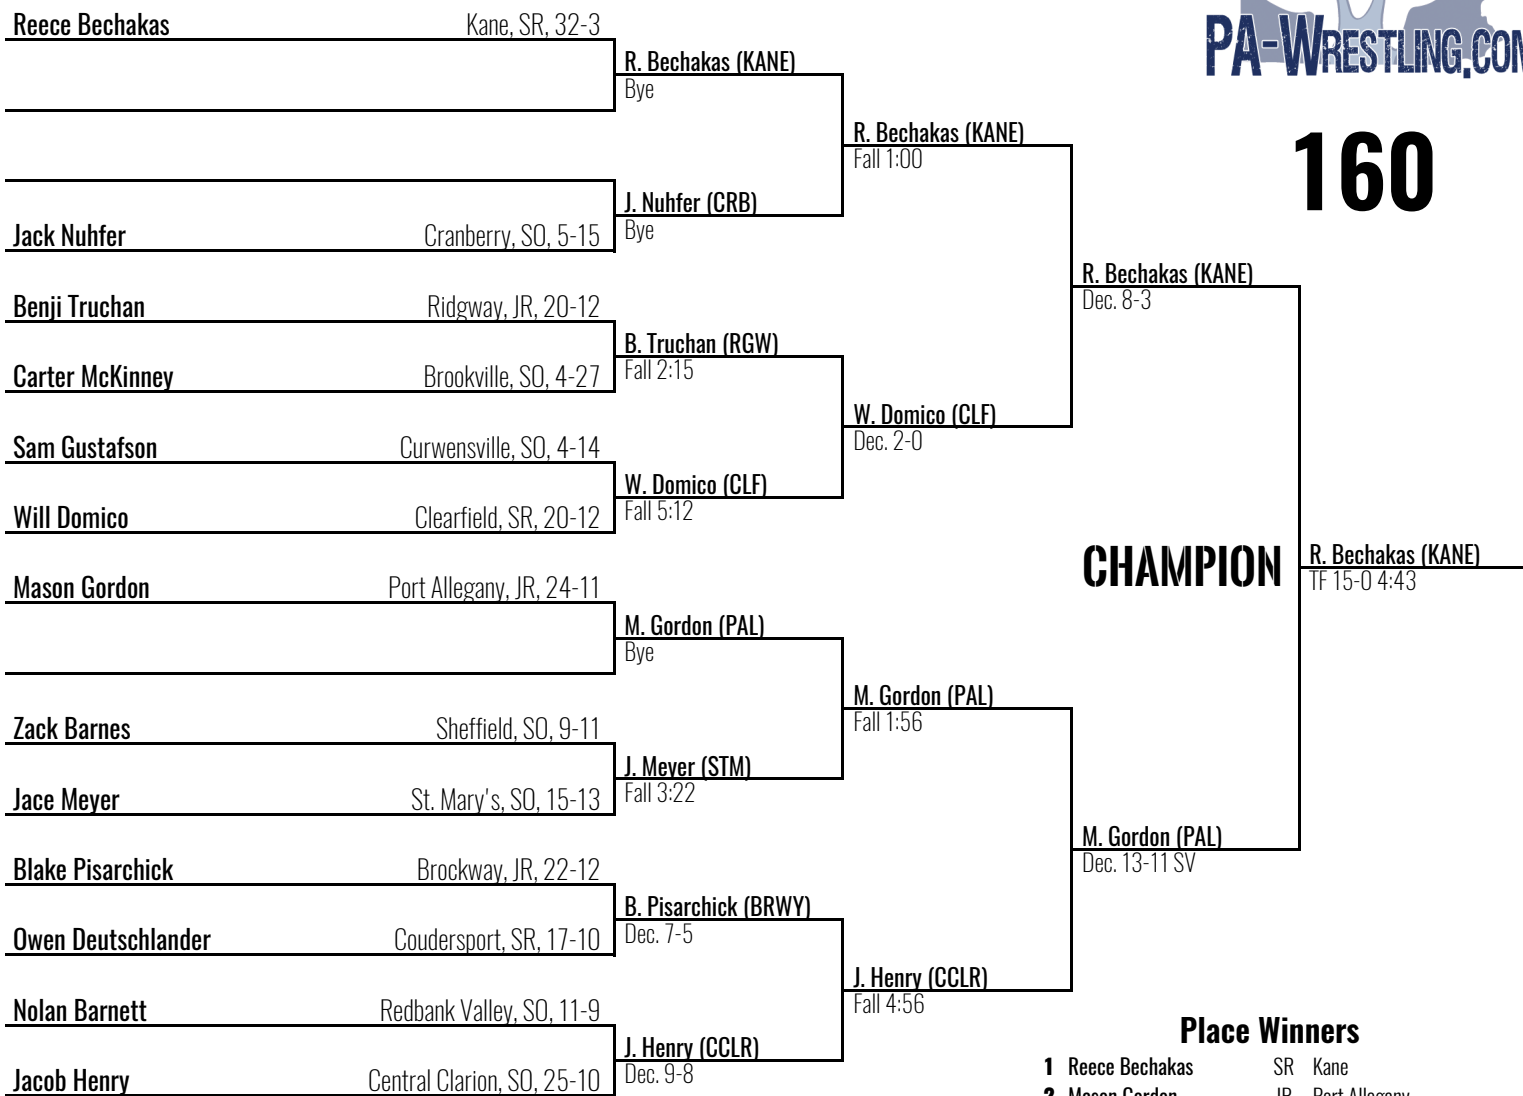 Reece Bechakas Kane, SR, 32-3
R. Bechakas (KANE)
Bye
PA-WRESTLING.COM
R. Bechakas (KANE)
Fall 1:00
160
J. Nuhfer (CRB)
Bye
Jack Nuhfer Cranberry, SO, 5-15
R. Bechakas (KANE)
Dec. 8-3
Benji Truchan Ridgway, JR, 20-12
B. Truchan (RGW)
Fall 2:15
Carter McKinney Brookville, SO, 4-27
W. Domico (CLF)
Dec. 2-0
Sam Gustafson Curwensville, SO, 4-14
W. Domico (CLF)
Fall 5:12
Will Domico Clearfield, SR, 20-12
CHAMPION
R. Bechakas (KANE)
TF 15-0 4:43
Mason Gordon Port Allegany, JR, 24-11
M. Gordon (PAL)
Bye
M. Gordon (PAL)
Fall 1:56
Zack Barnes Sheffield, SO, 9-11
J. Meyer (STM)
Fall 3:22
Jace Meyer St. Mary's, SO, 15-13
M. Gordon (PAL)
Dec. 13-11 SV
Blake Pisarchick Brockway, JR, 22-12
B. Pisarchick (BRWY)
Dec. 7-5
Owen Deutschlander Coudersport, SR, 17-10
J. Henry (CCLR)
Fall 4:56
Nolan Barnett Redbank Valley, SO, 11-9
J. Henry (CCLR)
Dec. 9-8
Jacob Henry Central Clarion, SO, 25-10
Place Winners
1 Reece Bechakas SR Kane
2 Mason Gordon JR Port Allegany